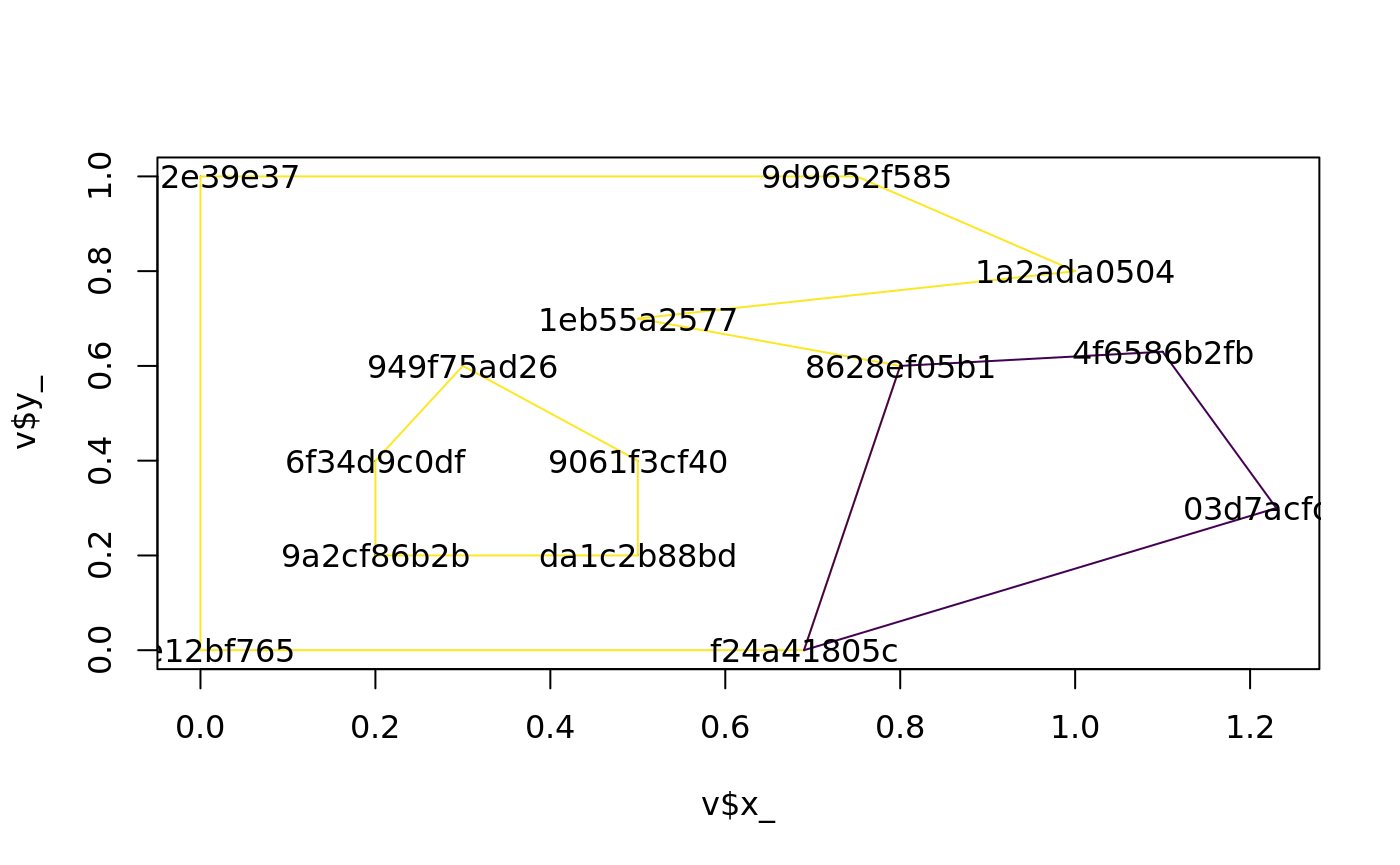 2e39e37
9d9652f585
1a2ada0504
1eb55a2577
949f75ad26
8628ef05b1
4f6586b2fb
6f34d9c0df
9061f3cf40
03d7acfc
9a2cf86b2b
da1c2b88bd
e12bf765
f24a41805c
1.0
0.8
0.6
0.4
0.2
0.0
v$y_
0.0 0.2 0.4 0.6 0.8 1.0 1.2
v$x_